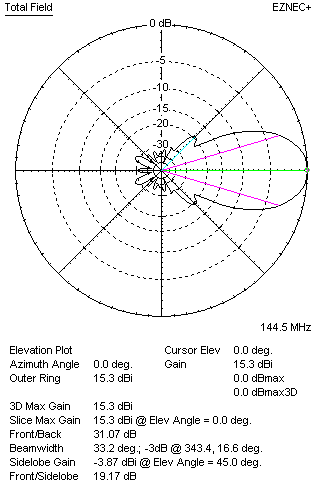 Total Field EZNEC+
0 dB
-5
-10
-15
-20
-30
144.5 MHz
Elevation Plot Cursor Elev 0.0 deg.
Azimuth Angle 0.0 deg. Gain 15.3 dBi
Outer Ring 15.3 dBi 0.0 dBmax
0.0 dBmax3D
3D Max Gain 15.3 dBi
Slice Max Gain 15.3 dBi @ Elev Angle = 0.0 deg.
Front/Back 31.07 dB
Beamwidth 33.2 deg.; -3dB @ 343.4, 16.6 deg.
Sidelobe Gain -3.87 dBi @ Elev Angle = 45.0 deg.
Front/Sidelobe 19.17 dB